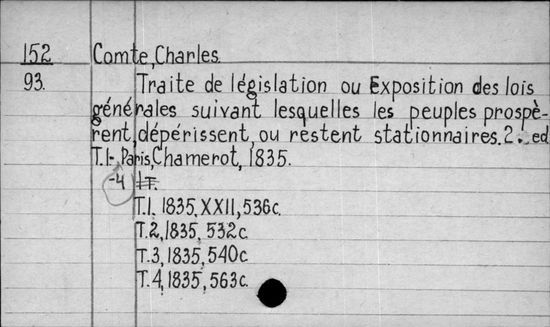 152 Comte, Charles.
93. Traite de législation ou Exposition des lois
générales suivant lesquelles les peuples prospè-
rent, dépérissent, ou restent stationnaires. 2. ed
T.1-, Paris, Chamerot, 1835.
-4
T.1, 1835, XXII, 536c.
T.2, 1835, 532c
T.3, 1835, 540c
T.4, 1835, 563c.